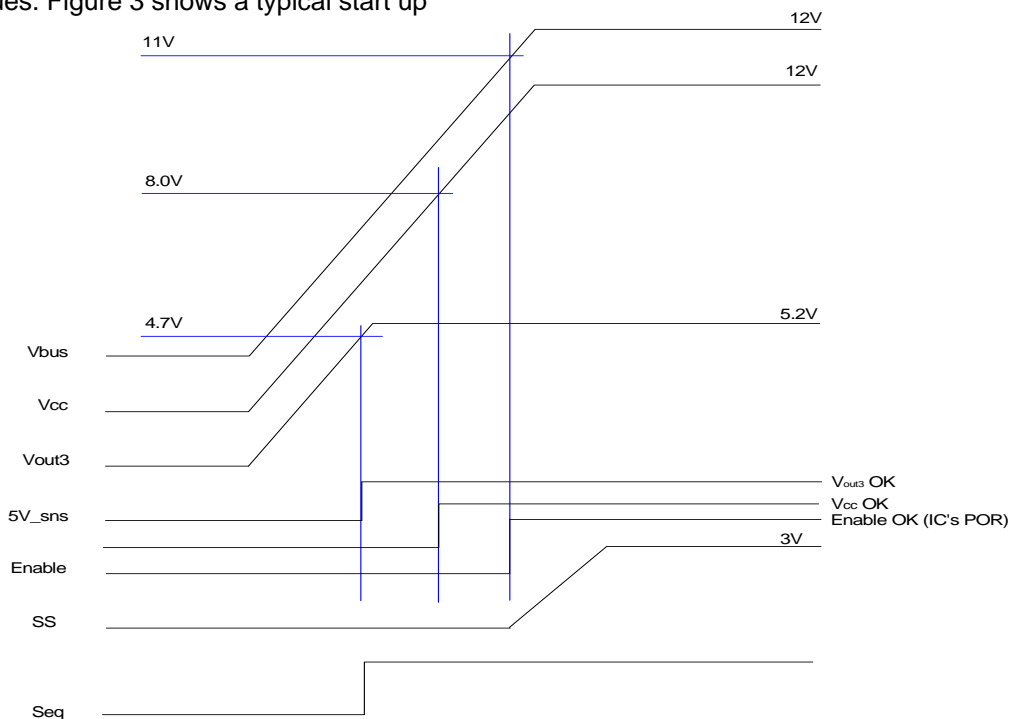 des. Figure 3 shows a typical start up
12V
11V
12V
8.0V
5.2V
4.7V
Vbus
Vcc
Vout3
Vout3 OK
Vcc OK
5V_sns
Enable OK (IC's POR)
3V
Enable
SS
Seq